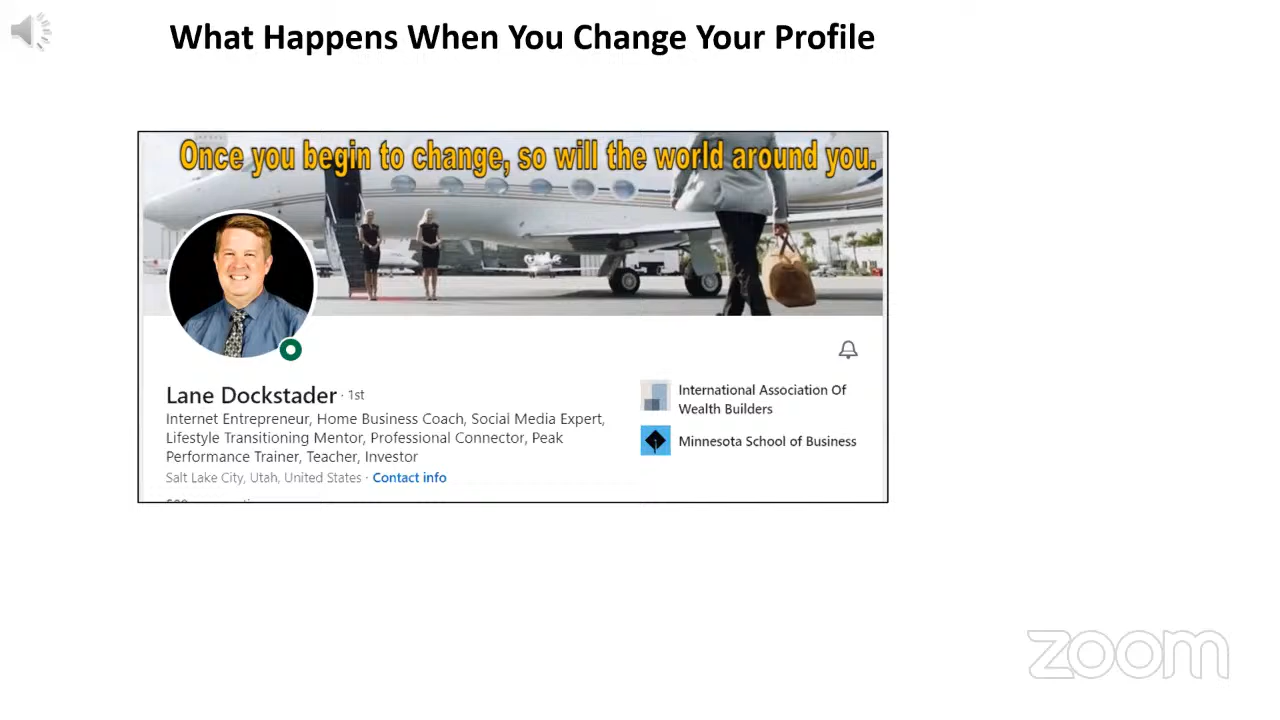 What Happens When You Change Your Profile
Once you begin to change, so will the world around you.
Lane Dockstader · 1st
Internet Entrepreneur, Home Business Coach, Social Media Expert,
Lifestyle Transitioning Mentor, Professional Connector, Peak
Performance Trainer, Teacher, Investor
Salt Lake City, Utah, United States · Contact info
International Association Of
Wealth Builders
Minnesota School of Business
zoom